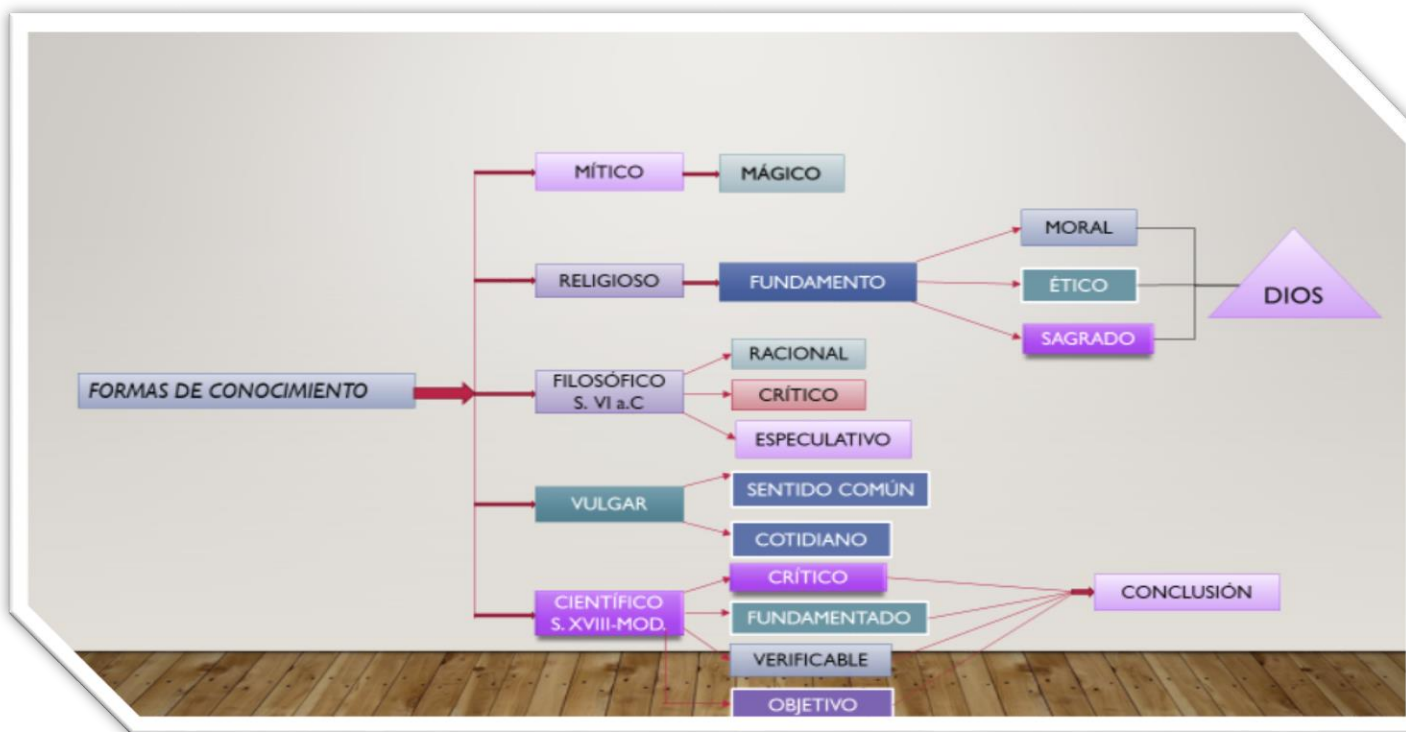 MÍTICO
MÁGICO
MORAL
RELIGIOSO
FUNDAMENTO
ÉTICO
DIOS
SAGRADO
FORMAS DE CONOCIMIENTO
FILOSÓFICO
S. VI a.C
RACIONAL
CRÍTICO
ESPECULATIVO
VULGAR
SENTIDO COMÚN
COTIDIANO
CIENTÍFICO
S. XVIII-MOD.
CRÍTICO
FUNDAMENTADO
VERIFICABLE
OBJETIVO
CONCLUSIÓN